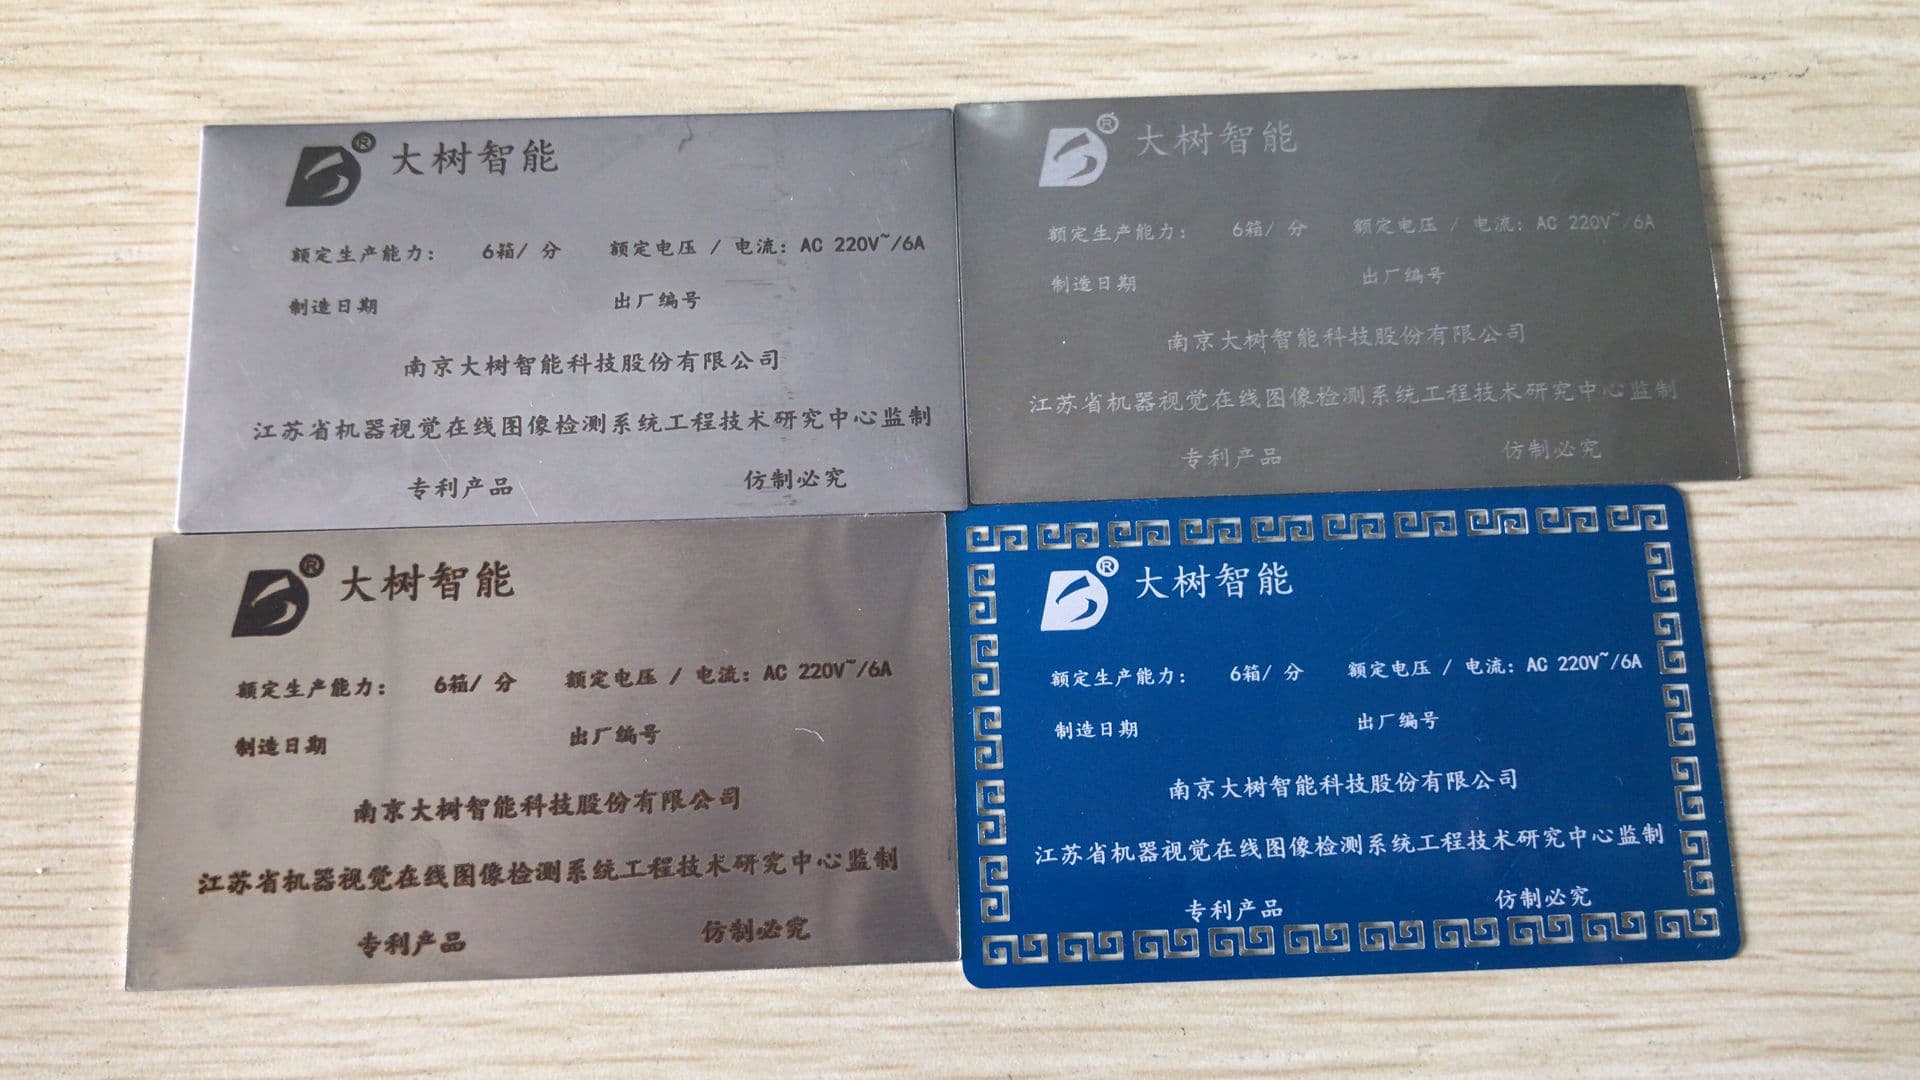 ® 大树智能
额定生产能力： 6箱/ 分 额定电压 / 电流：AC 220V~/6A
制造日期 出厂编号
南京大树智能科技股份有限公司
江苏省机器视觉在线图像检测系统工程技术研究中心监制
专利产品 仿制必究
® 大树智能
额定生产能力： 6箱/ 分 额定电压 / 电流：AC 220V~/6A
制造日期 出厂编号
南京大树智能科技股份有限公司
江苏省机器视觉在线图像检测系统工程技术研究中心监制
专利产品 仿制必究
® 大树智能
额定生产能力： 6箱/ 分 额定电压 / 电流：AC 220V~/6A
制造日期 出厂编号
南京大树智能科技股份有限公司
江苏省机器视觉在线图像检测系统工程技术研究中心监制
专利产品 仿制必究
® 大树智能
额定生产能力： 6箱/ 分 额定电压 / 电流：AC 220V~/6A
制造日期 出厂编号
南京大树智能科技股份有限公司
江苏省机器视觉在线图像检测系统工程技术研究中心监制
专利产品 仿制必究